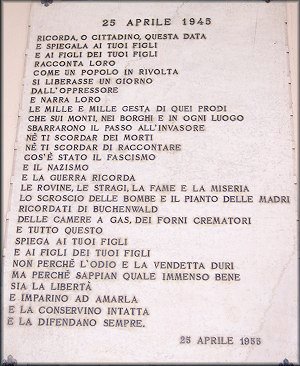 25 APRILE 1945
RICORDA, O CITTADINO, QUESTA DATA
E SPIEGALA AI TUOI FIGLI
E AI FIGLI DEI TUOI FIGLI
RACCONTA LORO
COME UN POPOLO IN RIVOLTA
SI LIBERASSE UN GIORNO
DALL'OPPRESSORE
E NARRA LORO
LE MILLE E MILLE GESTA DI QUEI PRODI
CHE SUI MONTI, NEI BORGHI E IN OGNI LUOGO
SBARRARONO IL PASSO ALL'INVASORE
NÈ TI SCORDAR DEI MORTI
NÈ TI SCORDAR DI RACCONTARE
COS'È STATO IL FASCISMO
E IL NAZISMO
E LA GUERRA RICORDA
LE ROVINE, LE STRAGI, LA FAME E LA MISERIA
LO SCROSCIO DELLE BOMBE E IL PIANTO DELLE MADRI
RICORDATI DI BUCHENWALD
DELLE CAMERE A GAS, DEI FORNI CREMATORI
E TUTTO QUESTO
SPIEGA AI TUOI FIGLI
E AI FIGLI DEI TUOI FIGLI
NON PERCHÈ L'ODIO E LA VENDETTA DURI
MA PERCHÈ SAPPIAN QUALE IMMENSO BENE
SIA LA LIBERTÀ
E IMPARINO AD AMARLA
E LA CONSERVINO INTATTA
E LA DIFENDANO SEMPRE.
25 APRILE 1955